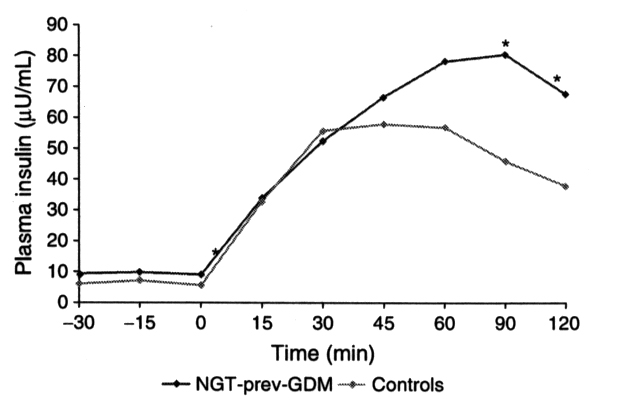 Plasma insulin (μU/mL)
90
80
70
60
50
40
30
20
10
0
* * *
−30 −15 0 15 30 45 60 90 120
Time (min)
NGT-prev-GDM Controls